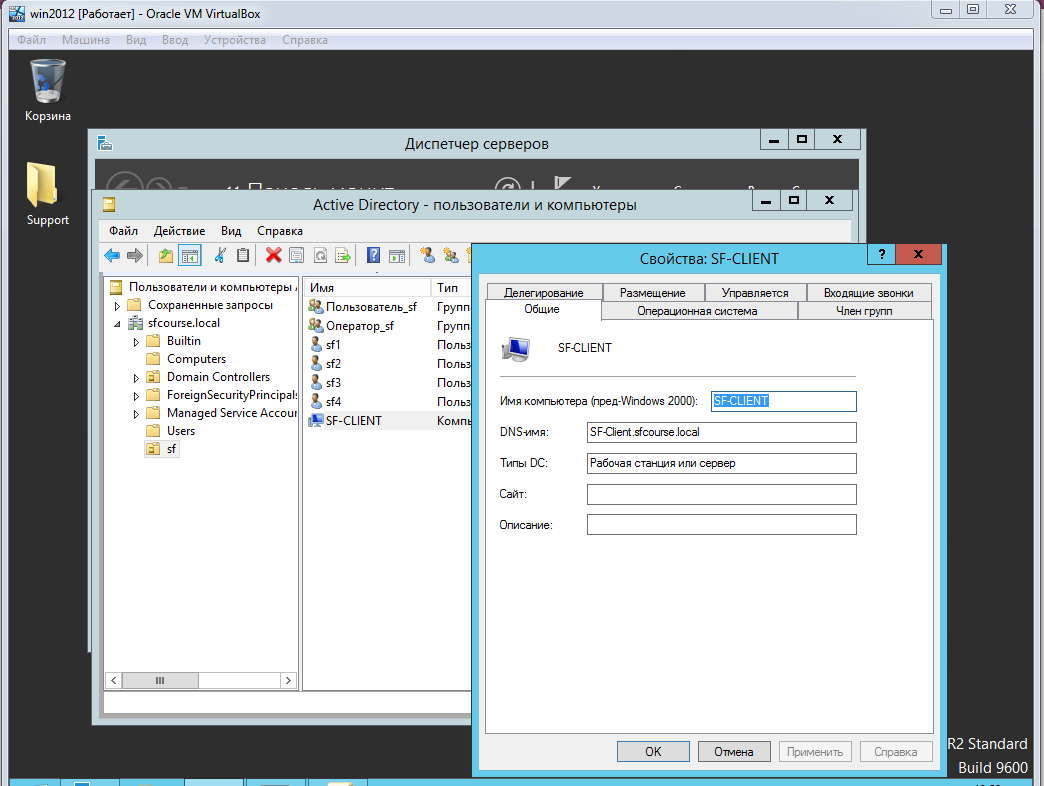 win2012 [Работает] - Oracle VM VirtualBox
Файл Машина Вид Ввод Устройства Справка
Корзина
Support
Диспетчер серверов
Active Directory - пользователи и компьютеры
Файл Действие Вид Справка
Пользователи и компьютеры
Сохраненные запросы
sfcourse.local
Builtin
Computers
Domain Controllers
ForeignSecurityPrincipals
Managed Service Accour
Users
sf
Имя Тип
Пользователь_sf Групп
Оператор_sf Групп
sf1 Польз
sf2 Польз
sf3 Польз
sf4 Польз
SF-CLIENT Компь
Свойства: SF-CLIENT
?
Делегирование Размещение Управляется Входящие звонки
Общие Операционная система Член групп
SF-CLIENT
Имя компьютера (пред-Windows 2000): SF-CLIENT
DNS-имя: SF-Client.sfcourse.local
Типы DC: Рабочая станция или сервер
Сайт:
Описание:
OK Отмена Применить Справка
R2 Standard
Build 9600